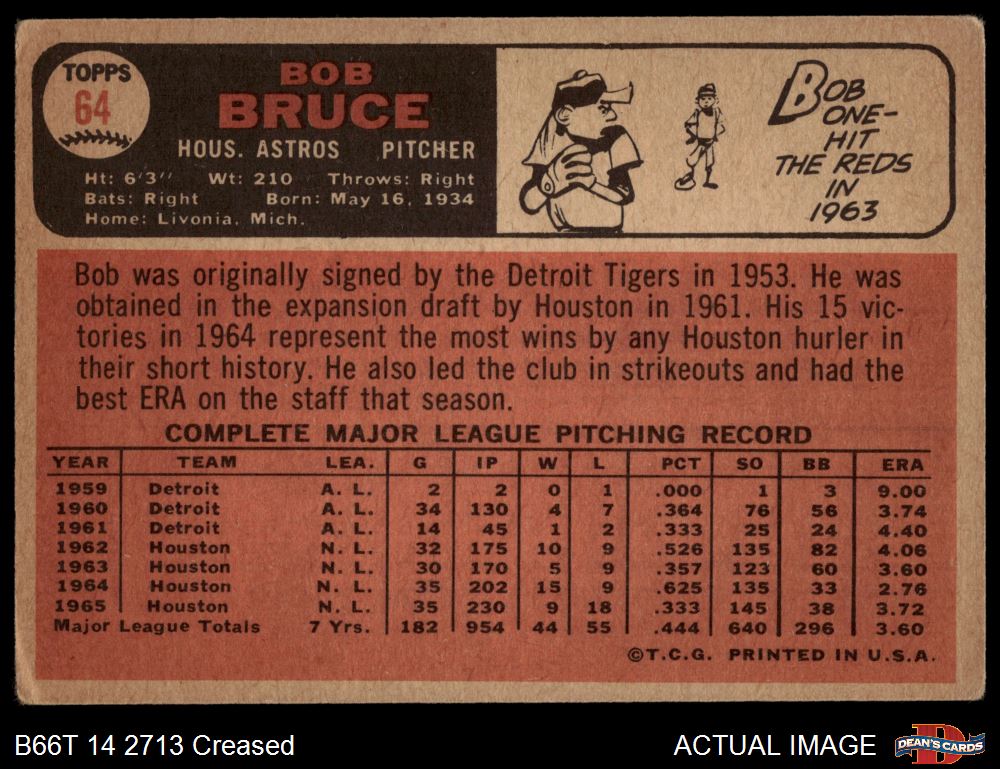 TOPPS
64
BOB
BRUCE
HOUS. ASTROS PITCHER
Ht: 6'3" Wt: 210 Throws: Right
Bats: Right Born: May 16, 1934
Home: Livonia, Mich.
BOB
ONE-
HIT
THE REDS
IN
1963
Bob was originally signed by the Detroit Tigers in 1953. He was
obtained in the expansion draft by Houston in 1961. His 15 vic-
tories in 1964 represent the most wins by any Houston hurler in
their short history. He also led the club in strikeouts and had the
best ERA on the staff that season.
COMPLETE MAJOR LEAGUE PITCHING RECORD
YEAR TEAM LEA. G IP W L PCT SO BB ERA
1959 Detroit A. L. 2 2 0 1 .000 1 3 9.00
1960 Detroit A. L. 34 130 4 7 .364 76 56 3.74
1961 Detroit A. L. 14 45 1 2 .333 25 24 4.40
1962 Houston N. L. 32 175 10 9 .526 135 82 4.06
1963 Houston N. L. 30 170 5 9 .357 123 60 3.60
1964 Houston N. L. 35 202 15 9 .625 135 33 2.76
1965 Houston N. L. 35 230 9 18 .333 145 38 3.72
Major League Totals 7 Yrs. 182 954 44 55 .444 640 296 3.60
©T.C.G. PRINTED IN U.S.A.
B66T 14 2713 Creased
ACTUAL IMAGE
D
DEAN'S CARDS